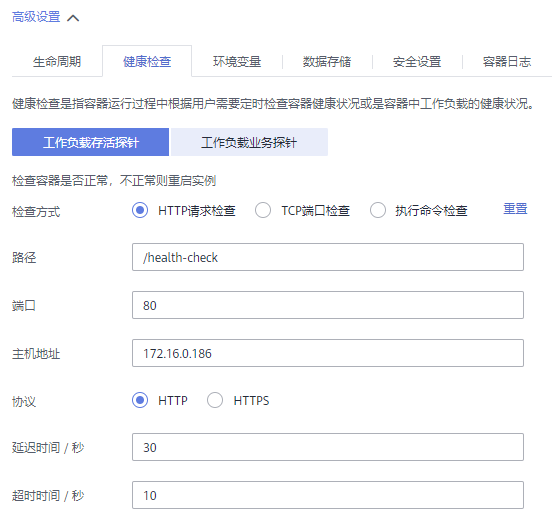 高级设置
生命周期 健康检查 环境变量 数据存储 安全设置 容器日志
健康检查是指容器运行过程中根据用户需要定时检查容器健康状况或是容器中工作负载的健康状况。
工作负载存活探针 工作负载业务探针
检查容器是否正常，不正常则重启实例
检查方式 HTTP请求检查 TCP端口检查 执行命令检查 重置
路径 /health-check
端口 80
主机地址 172.16.0.186
协议 HTTP HTTPS
延迟时间 / 秒 30
超时时间 / 秒 10